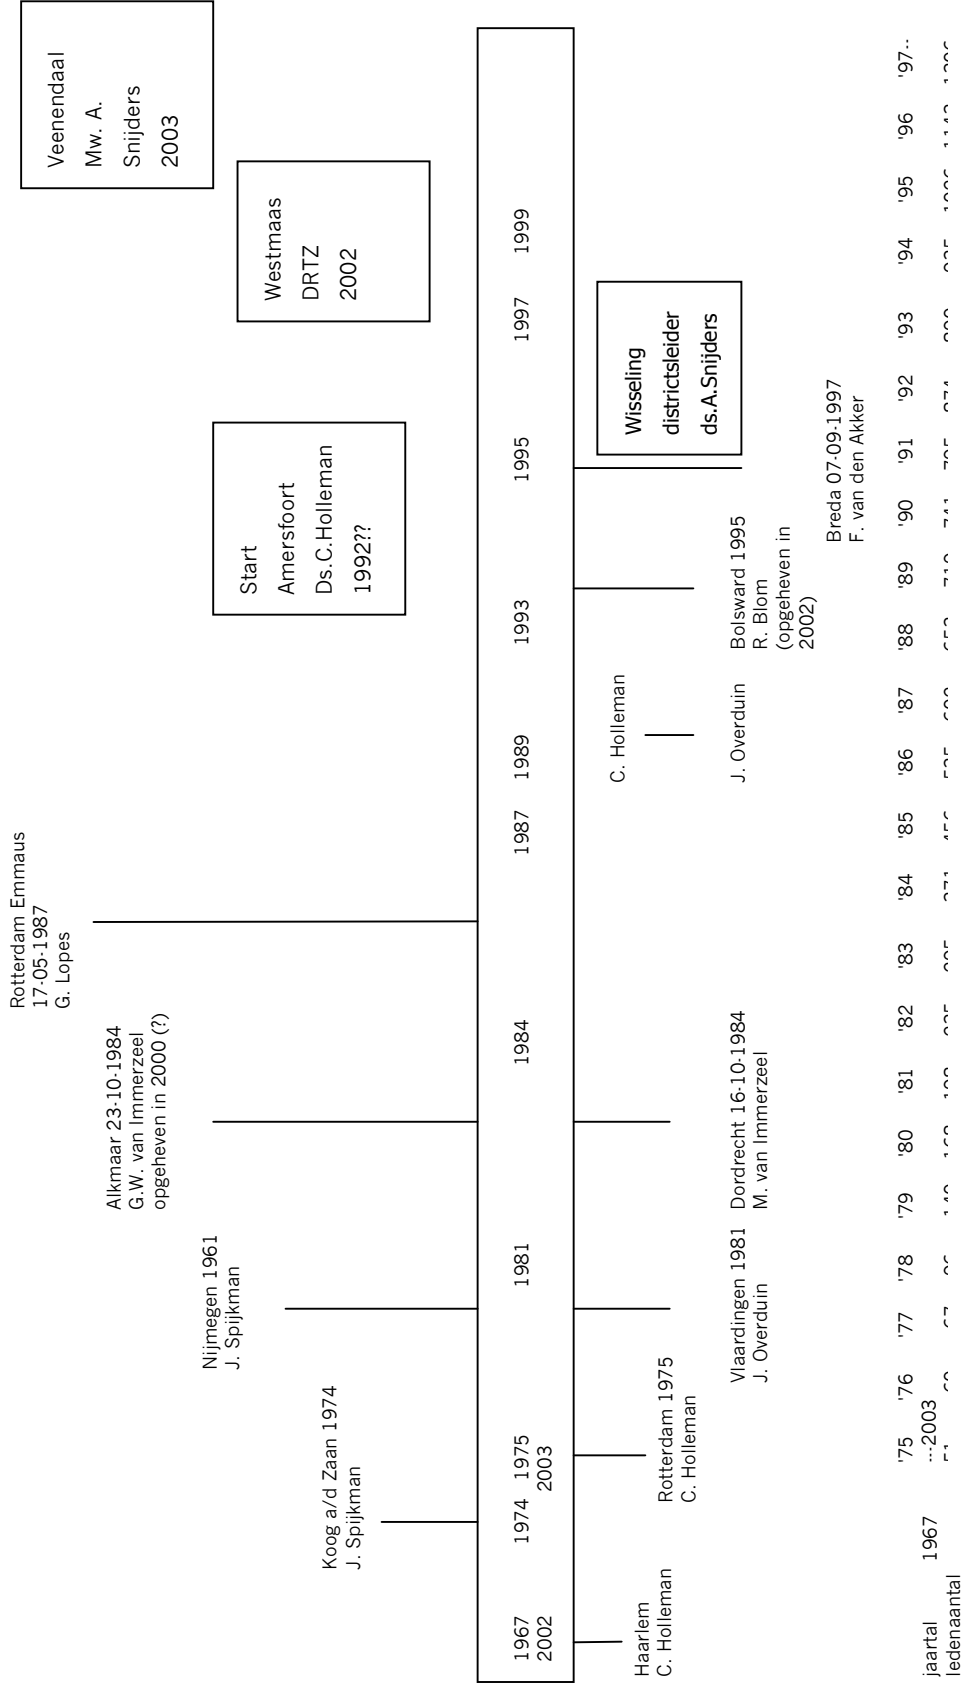 Rotterdam Emmaus
17-05-1987
G. Lopes
Alkmaar 23-10-1984
G.W. van Immerzeel
opgeheven in 2000 (?)
Nijmegen 1961
J. Spijkman
Koog a/d Zaan 1974
J. Spijkman
Veenendaal
Mw. A.
Snijders
2003
Westmaas
DRTZ
2002
Start
Amersfoort
Ds.C.Holleman
1992??
1967 1974 1975 1981 1984 1987 1989 1993 1995 1997 1999
2002 2003
Haarlem
C. Holleman
Rotterdam 1975
C. Holleman
Vlaardingen 1981
J. Overduin
Dordrecht 16-10-1984
M. van Immerzeel
C. Holleman
J. Overduin
Bolsward 1995
R. Blom
(opgeheven in
2002)
Wisseling
districtsleider
ds.A.Snijders
Breda 07-09-1997
F. van den Akker
'75 '76 '77 '78 '79 '80 '81 '82 '83 '84 '85 '86 '87 '88 '89 '90 '91 '92 '93 '94 '95 '96 '97--
jaartal 1967 ---2003
ledenaantal